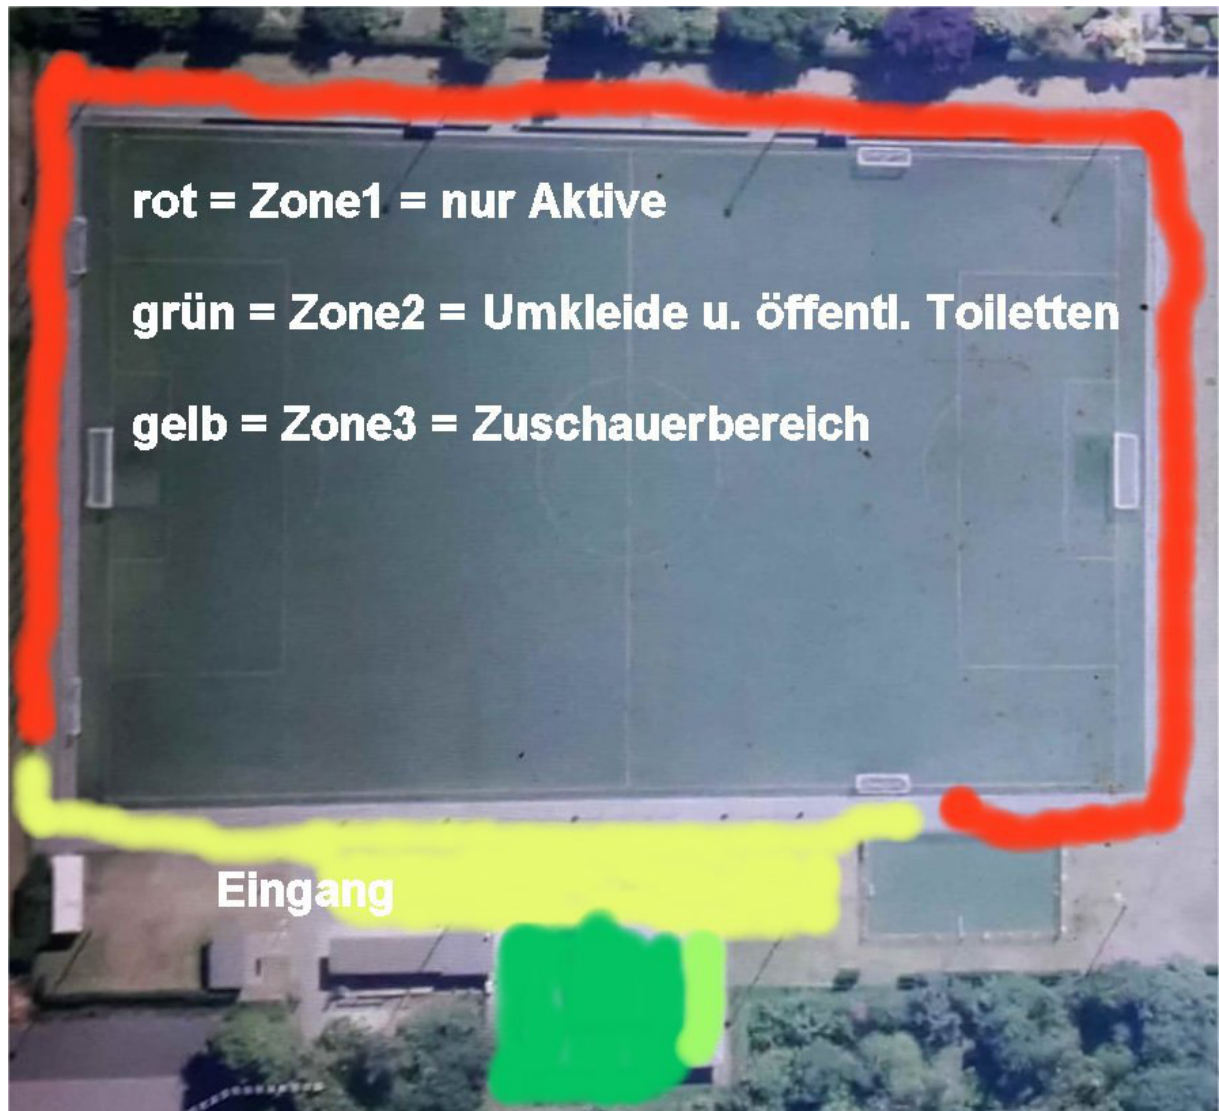 rot = Zone1 = nur Aktive
grün = Zone2 = Umkleide u. öffentl. Toiletten
gelb = Zone3 = Zuschauerbereich
Eingang